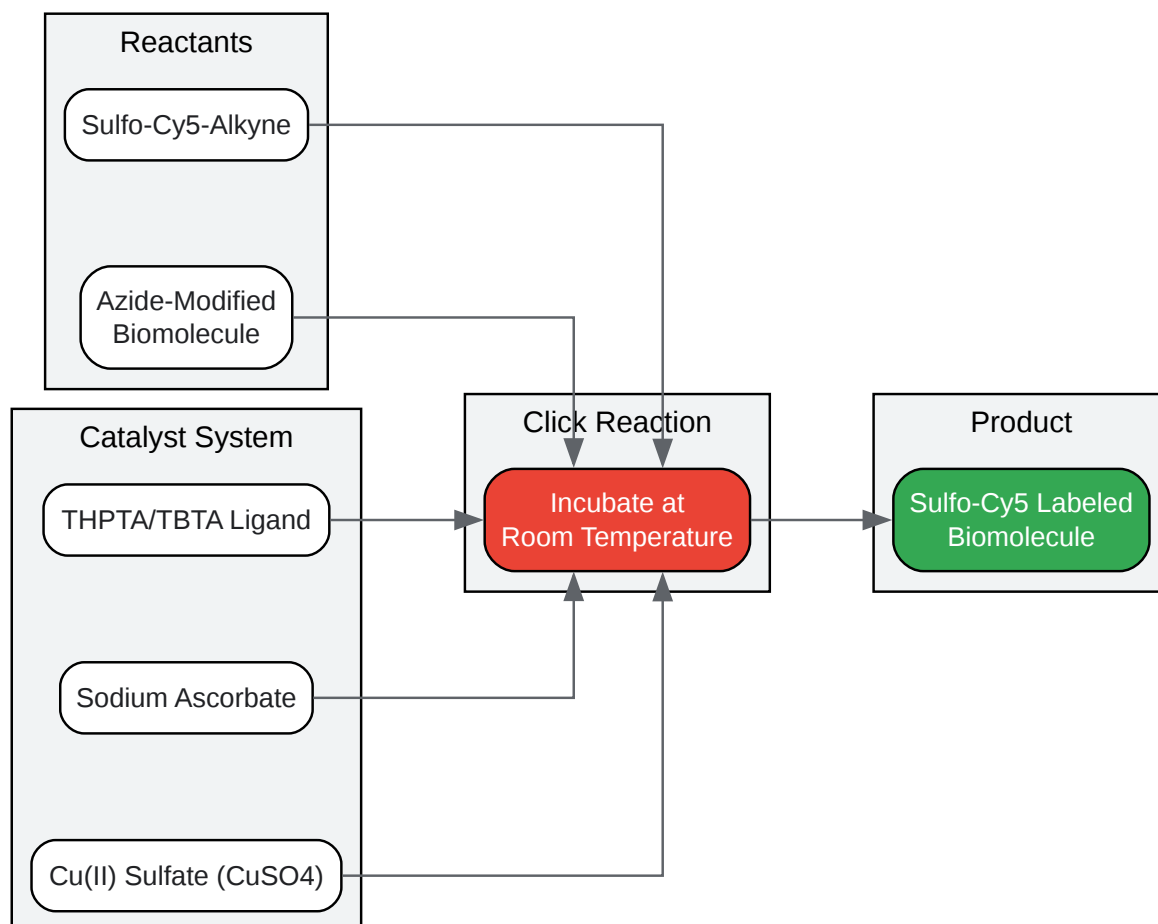 Reactants
Sulfo-Cy5-Alkyne
Azide-Modified
Biomolecule
Catalyst System
THPTA/TBTA Ligand
Sodium Ascorbate
Cu(II) Sulfate (CuSO4)
Click Reaction
Incubate at
Room Temperature
Product
Sulfo-Cy5 Labeled
Biomolecule